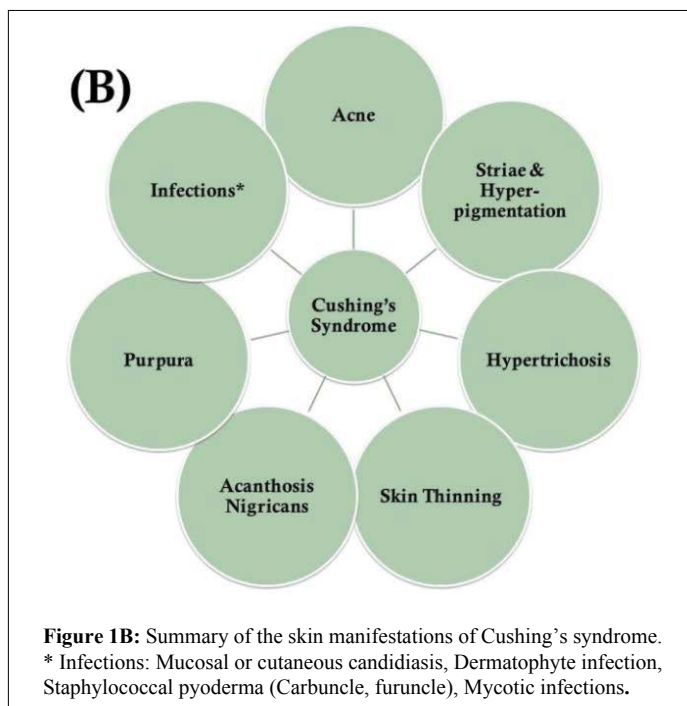 (B)
Acne
Striae &
Hyper-
pigmentation
Hypertrichosis
Skin Thinning
Acanthosis
Nigricans
Purpura
Infections*
Cushing's
Syndrome
Figure 1B: Summary of the skin manifestations of Cushing's syndrome.
* Infections: Mucosal or cutaneous candidiasis, Dermatophyte infection,
Staphylococcal pyoderma (Carbuncle, furuncle), Mycotic infections.